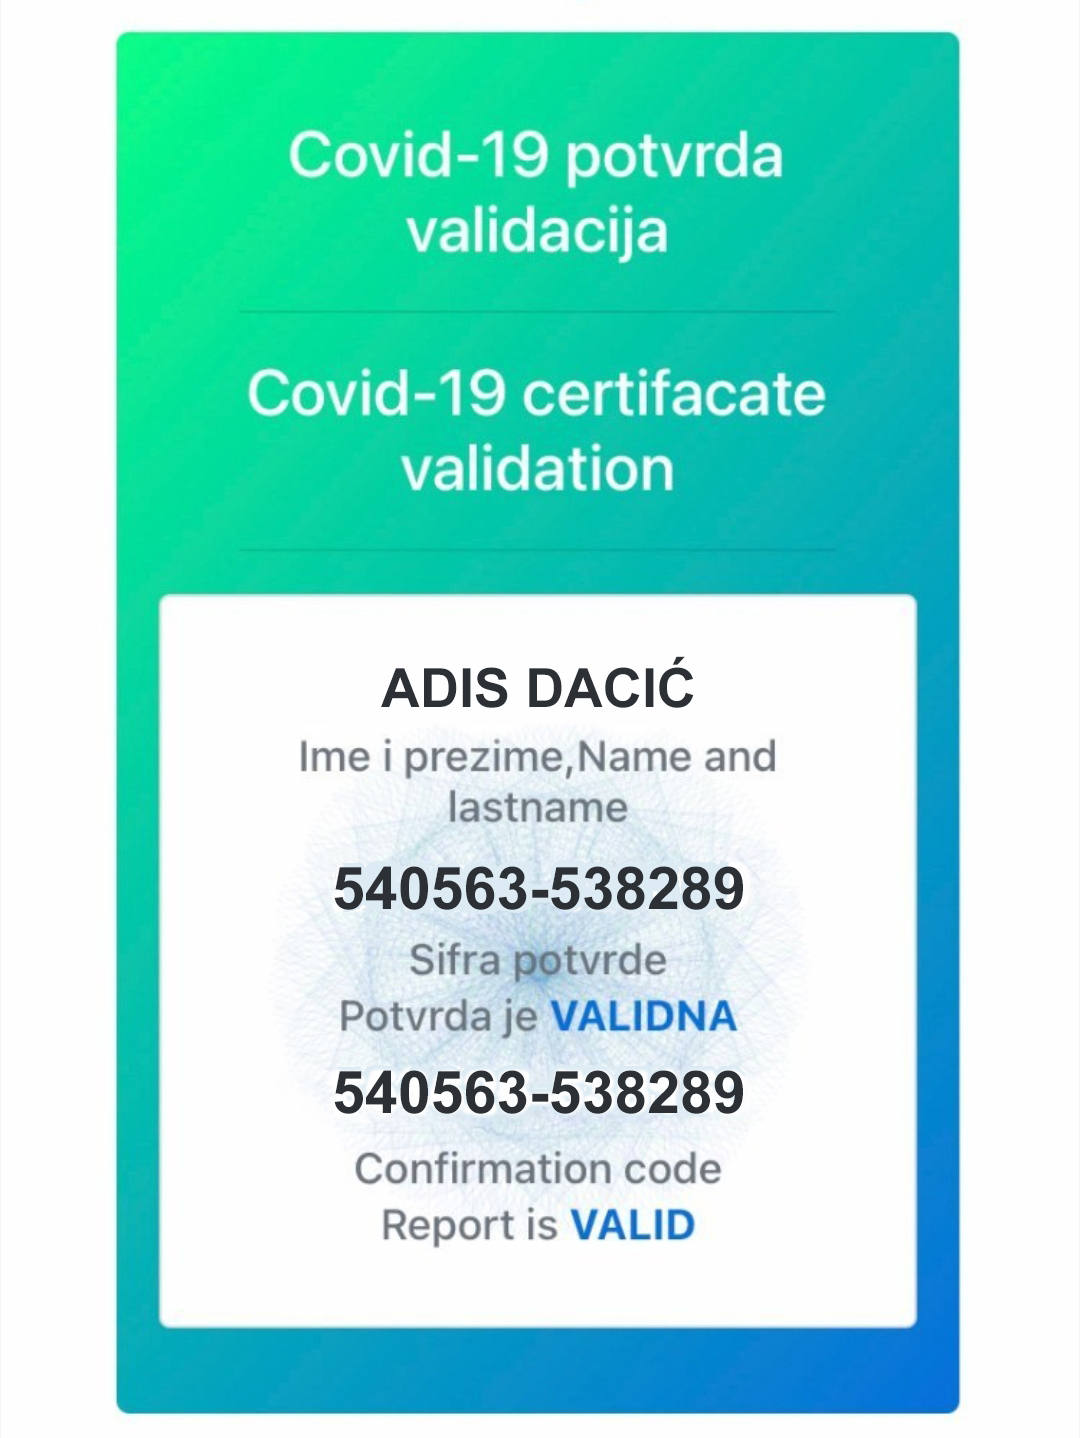 Covid-19 potvrda
validacija
Covid-19 certifacate
validation
ADIS DACIĆ
Ime i prezime,Name and
lastname
540563-538289
Sifra potvrde
Potvrda je VALIDNA
540563-538289
Confirmation code
Report is VALID